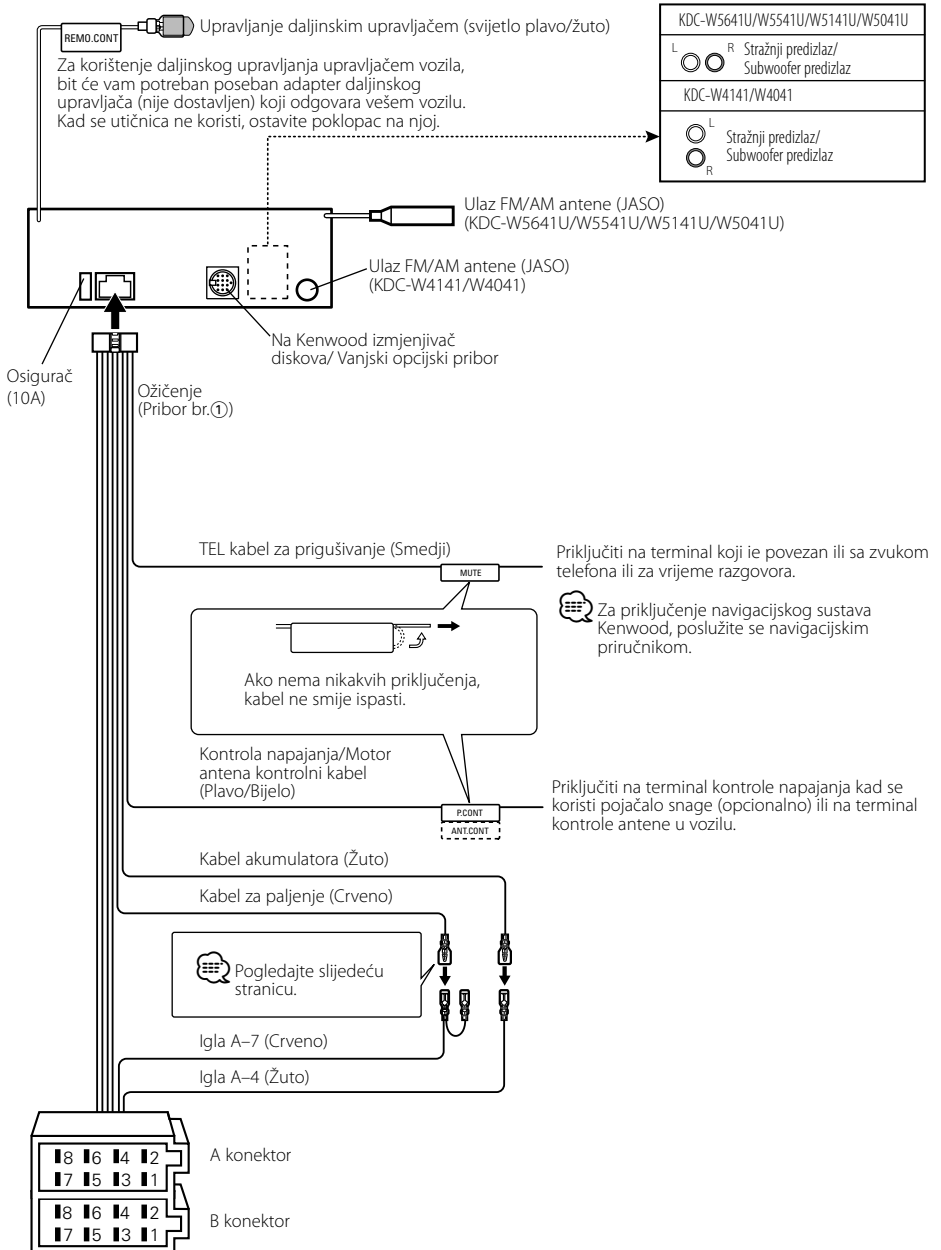 REMO.CONT
Upravljanje daljinskim upravljačem (svijetlo plavo/žuto)
Za korištenje daljinskog upravljanja upravljačem vozila,
bit će vam potreban poseban adapter daljinskog
upravljača (nije dostavljen) koji odgovara vešem vozilu.
Kad se utičnica ne koristi, ostavite poklopac na njoj.
KDC-W5641U/W5541U/W5141U/W5041U
L
R
Stražnji predizlaz/
Subwoofer predizlaz
KDC-W4141/W4041
L
Stražnji predizlaz/
Subwoofer predizlaz
R
Ulaz FM/AM antene (JASO)
(KDC-W5641U/W5541U/W5141U/W5041U)
Ulaz FM/AM antene (JASO)
(KDC-W4141/W4041)
Na Kenwood izmjenjivač
diskova/ Vanjski opcijski pribor
Osigurač
(10A)
Ožičenje
(Pribor br.①)
TEL kabel za prigušivanje (Smedji)
MUTE
Priključiti na terminal koji ie povezan ili sa zvukom
telefona ili za vrijeme razgovora.
Za priključenje navigacijskog sustava
Kenwood, poslužite se navigacijskim
priručnikom.
Ako nema nikakvih priključenja,
kabel ne smije ispasti.
Kontrola napajanja/Motor
antena kontrolni kabel
(Plavo/Bijelo)
P.CONT
ANT.CONT
Priključiti na terminal kontrole napajanja kad se
koristi pojačalo snage (opcionalno) ili na terminal
kontrole antene u vozilu.
Kabel akumulatora (Žuto)
Kabel za paljenje (Crveno)
Pogledajte slijedeću
stranicu.
Igla A–7 (Crveno)
Igla A–4 (Žuto)
8 6 4 2
7 5 3 1
A konektor
8 6 4 2
7 5 3 1
B konektor